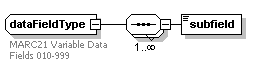 dataFieldType
subfield
MARC21 Variable Data
Fields 010-999
1..∞